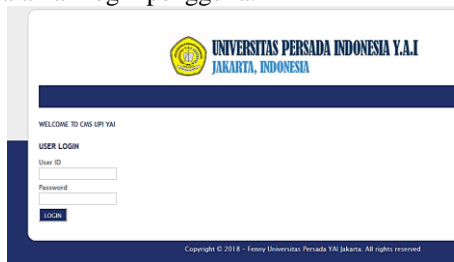 UNIVERSITAS PERSADA INDONESIA Y.A.I
JAKARTA, INDONESIA
WELCOME TO CMS UPI YAI
USER LOGIN
User ID
Password
LOGIN
Copyright © 2018 - Fenny Universitas Persada YAI Jakarta. All rights reserved